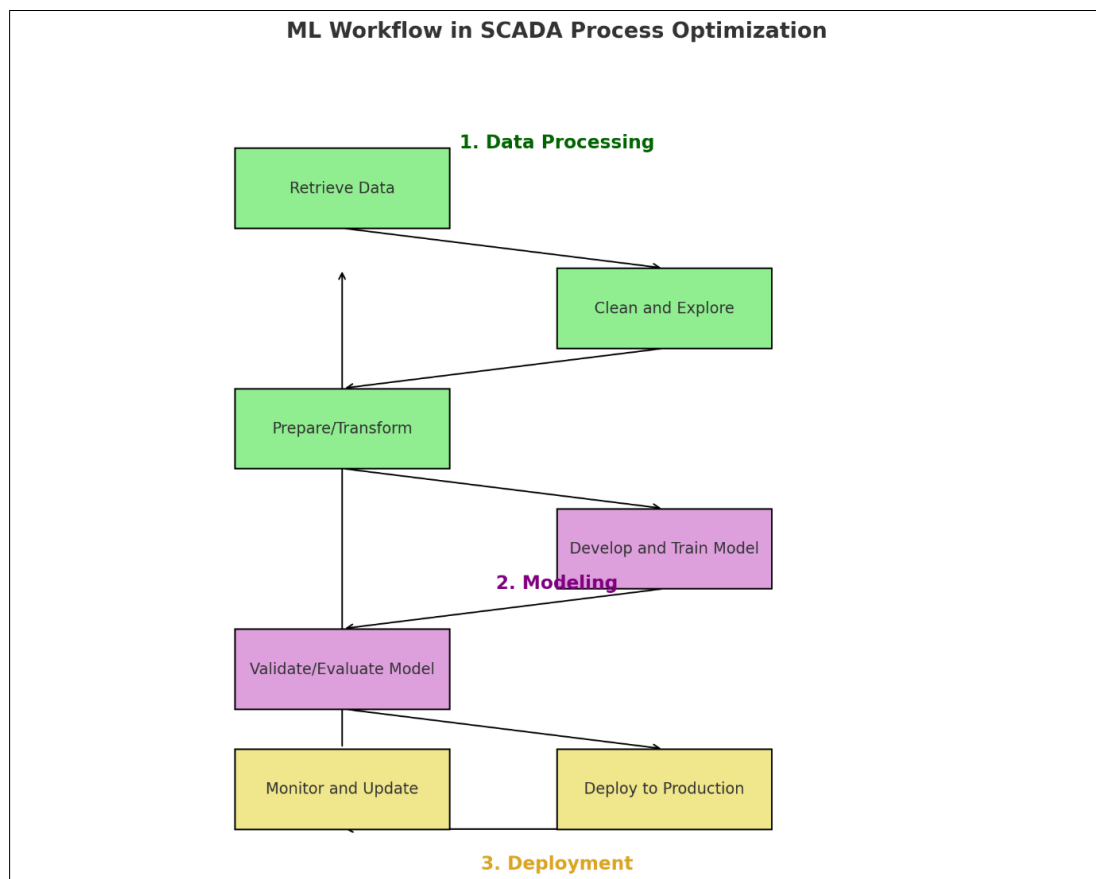 ML Workflow in SCADA Process Optimization
1. Data Processing
Retrieve Data
Clean and Explore
Prepare/Transform
Develop and Train Model
2. Modeling
Validate/Evaluate Model
Monitor and Update
Deploy to Production
3. Deployment